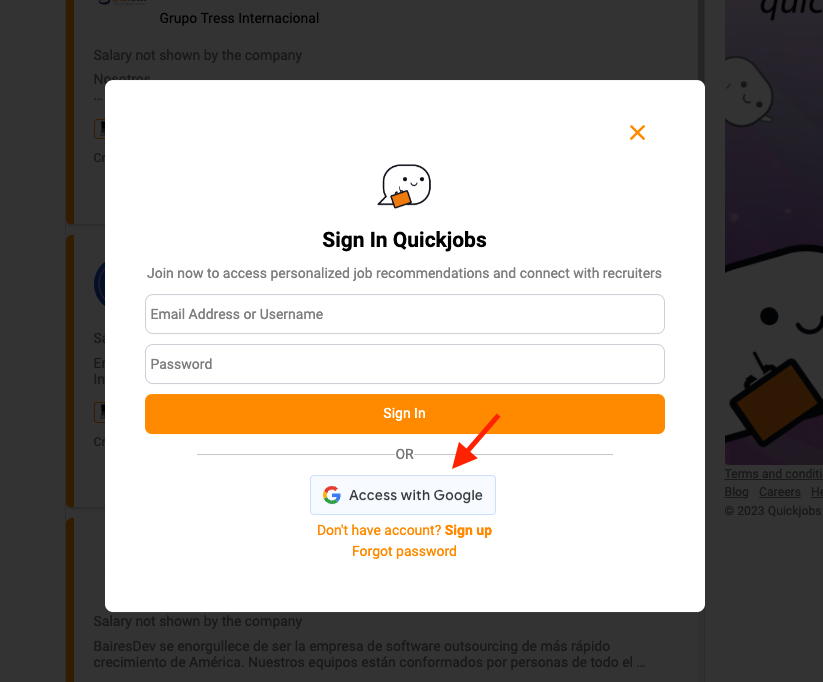 quic
Grupo Tress Internacional
Salary not shown by the company
Nosotros
...
Sign In Quickjobs
Join now to access personalized job recommendations and connect with recruiters
Email Address or Username
Password
Sign In
OR
Access with Google
Don't have account? Sign up
Forgot password
Terms and conditi
Blog Careers He
© 2023 Quickjobs
Salary not shown by the company
BairesDev se enorgullece de ser la empresa de software outsourcing de más rápido
crecimiento de América. Nuestros equipos están conformados por personas de todo el ...